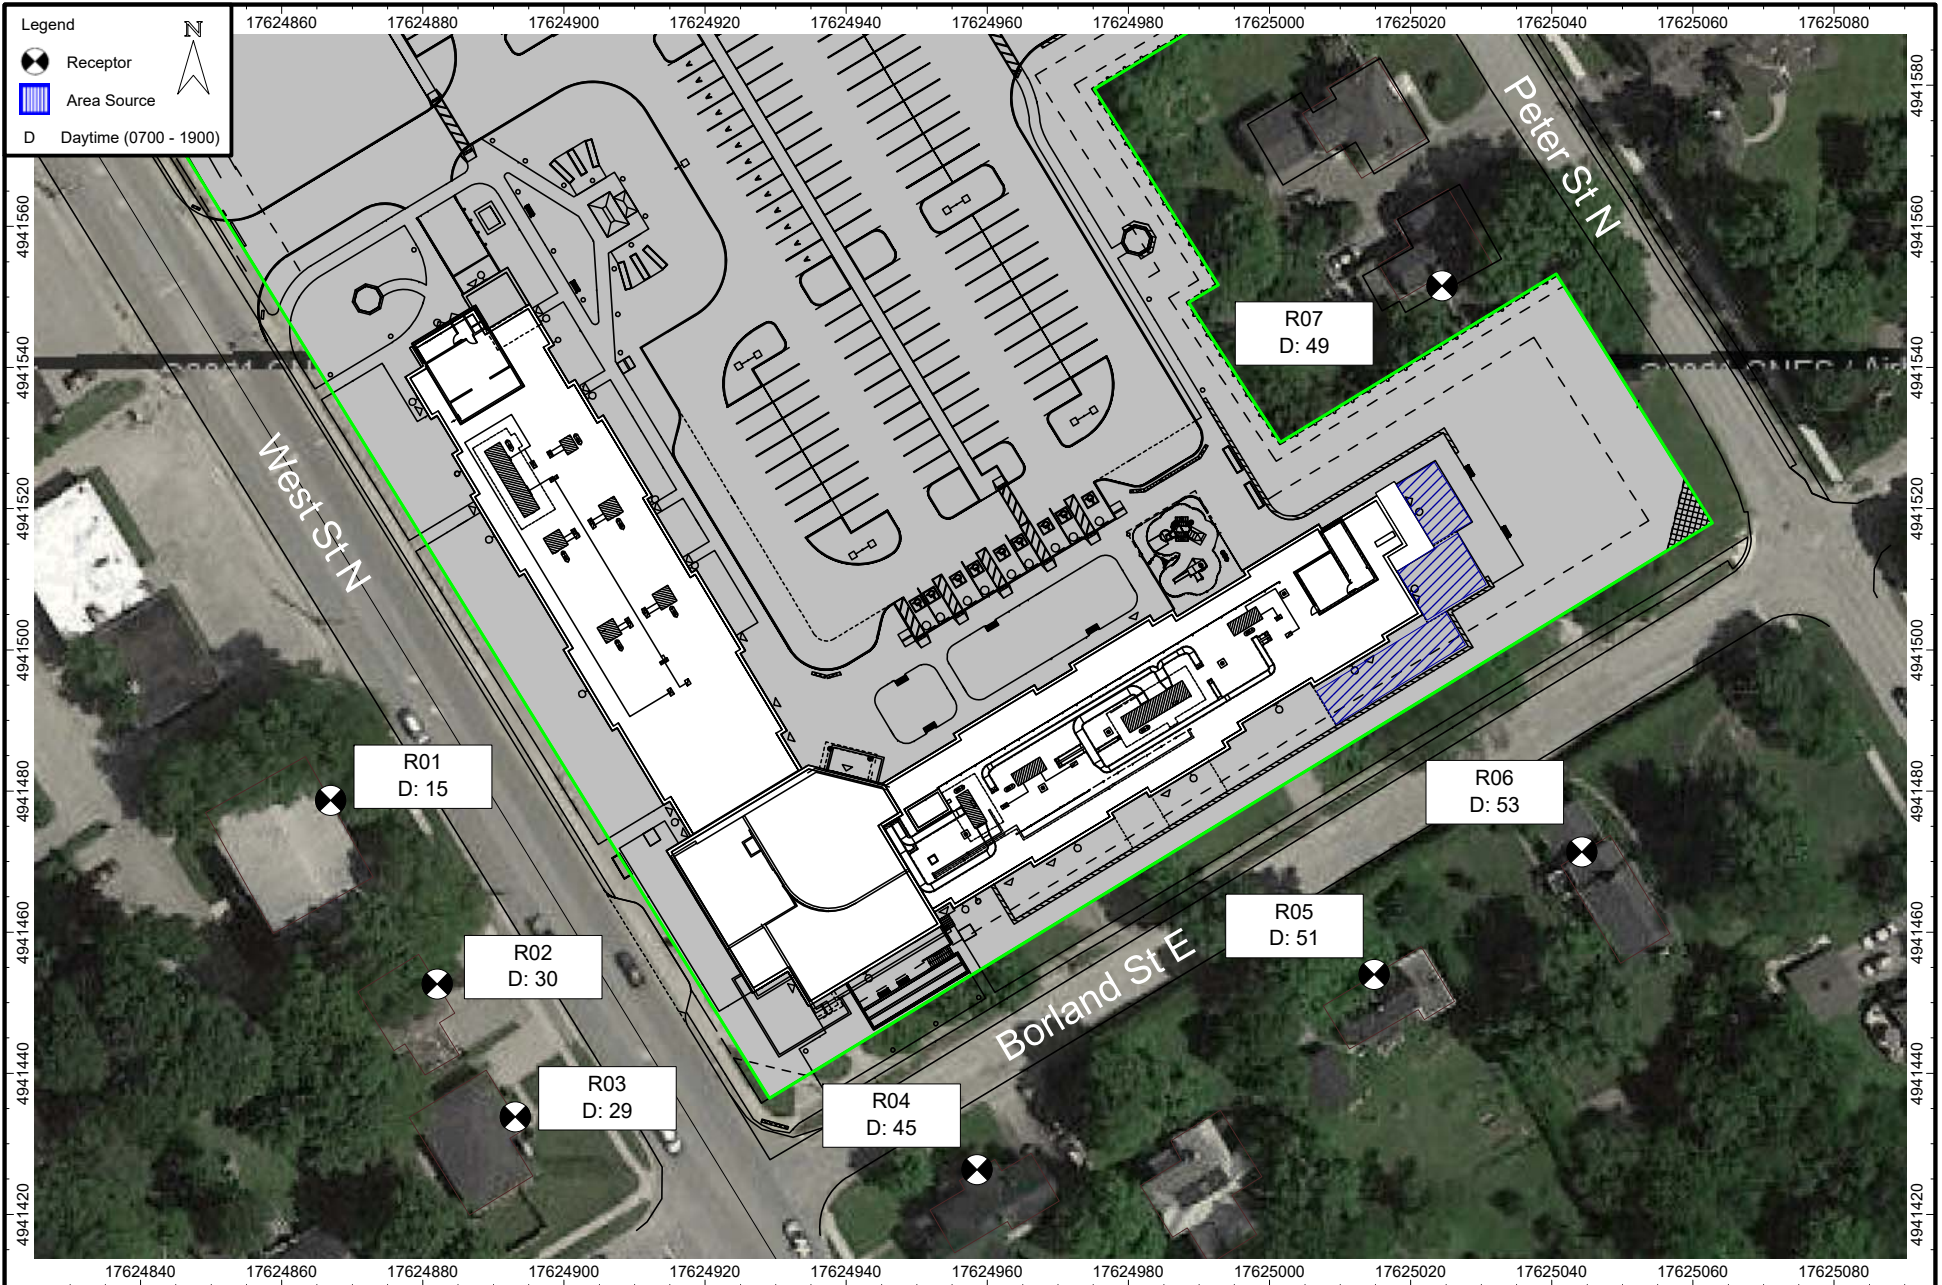 Legend
N
Receptor
Area Source
D Daytime (0700 - 1900)
17624860 17624880 17624900 17624920 17624940 17624960 17624980 17625000 17625020 17625040 17625060 17625080
4941560
4941540
4941520
4941500
4941480
4941460
4941440
4941420
4941580
4941560
4941540
4941520
4941500
4941480
4941460
4941440
4941420
Peter St N
West St N
Borland St E
R07
D: 49
R01
D: 15
R06
D: 53
R05
D: 51
R02
D: 30
R03
D: 29
R04
D: 45
17624840 17624860 17624880 17624900 17624920 17624940 17624960 17624980 17625000 17625020 17625040 17625060 17625080